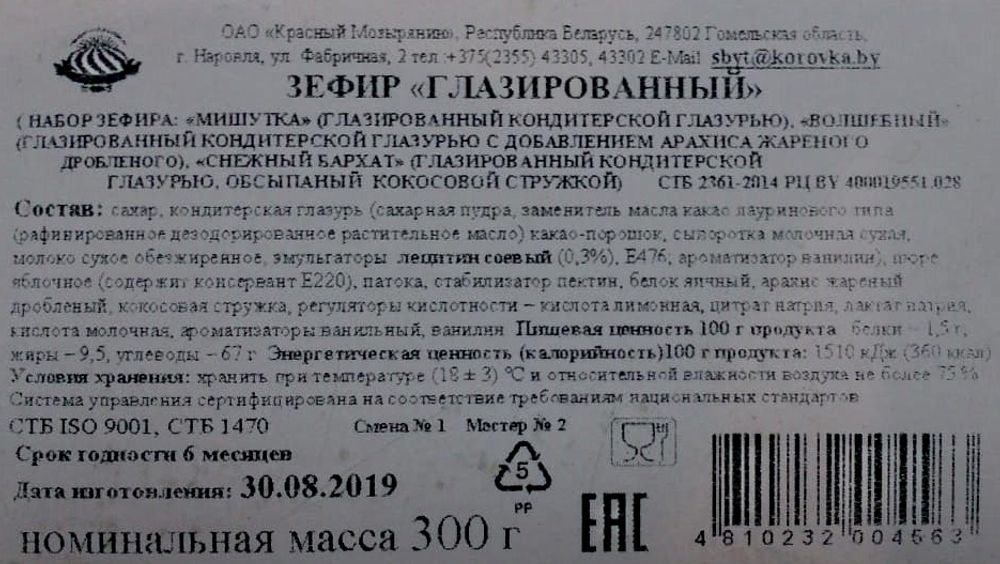 ОАО «Красный Мозырянин», Республика Беларусь, 247802 Гомельская область,
г. Наровля, ул. Фабричная, 2 тел.+375(2355) 43305, 43302 E-Mail sbyt@korovka.by
ЗЕФИР «ГЛАЗИРОВАННЫЙ»
( НАБОР ЗЕФИРА: «МИШУТКА» (ГЛАЗИРОВАННЫЙ КОНДИТЕРСКОЙ ГЛАЗУРЬЮ), «ВОЛШЕБНЫЙ»
(ГЛАЗИРОВАННЫЙ КОНДИТЕРСКОЙ ГЛАЗУРЬЮ С ДОБАВЛЕНИЕМ АРАХИСА ЖАРЕНОГО
ДРОБЛЕНОГО), «СНЕЖНЫЙ БАРХАТ» (ГЛАЗИРОВАННЫЙ КОНДИТЕРСКОЙ
ГЛАЗУРЬЮ, ОБСЫПАНЫЙ КОКОСОВОЙ СТРУЖКОЙ) СТБ 2361-2014 РЦ BY 400019551.028
Состав: сахар, кондитерская глазурь (сахарная пудра, заменитель масла какао лауринового типа
(рафинированное дезодорированное растительное масло) какао-порошок, сыворотка молочная сухая,
молоко сухое обезжиренное, эмульгаторы лецитин соевый (0,3%), Е476, ароматизатор ванилин), пюре
яблочное (содержит консервант Е220), патока, стабилизатор пектин, белок яичный, арахис жареный
дробленый, кокосовая стружка, регуляторы кислотности – кислота лимонная, цитрат натрия, лактат натрия,
кислота молочная, ароматизаторы ванильный, ванилин Пищевая ценность 100 г продукта белки – 1,5 г,
жиры – 9,5, углеводы – 67 г Энергетическая ценность (калорийность)100 г продукта: 1510 кДж (360 ккал)
Условия хранения: хранить при температуре (18 ± 3) °С и относительной влажности воздуха не более 75 %
Система управления сертифицирована на соответствие требованиям национальных стандартов
СТБ ISO 9001, СТБ 1470 Смена № 1 Мастер № 2
Срок годности 6 месяцев
Дата изготовления: 30.08.2019
5
PP
номинальная масса 300 г
EAC
4 810232 004563